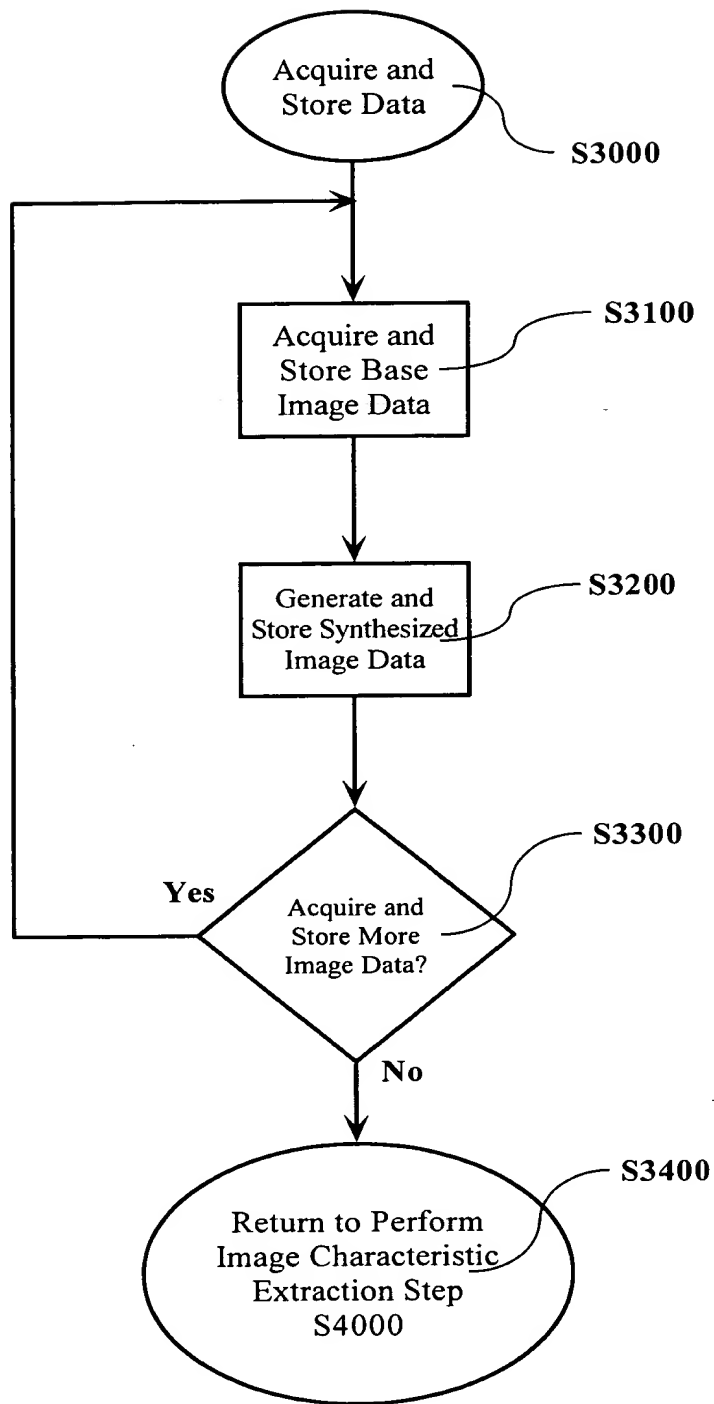 Acquire and
Store Data
S3000
S3100
Acquire and
Store Base
Image Data
S3200
Generate and
Store Synthesized
Image Data
S3300
Yes
Acquire and
Store More
Image Data?
No
S3400
Return to Perform
Image Characteristic
Extraction Step
S4000